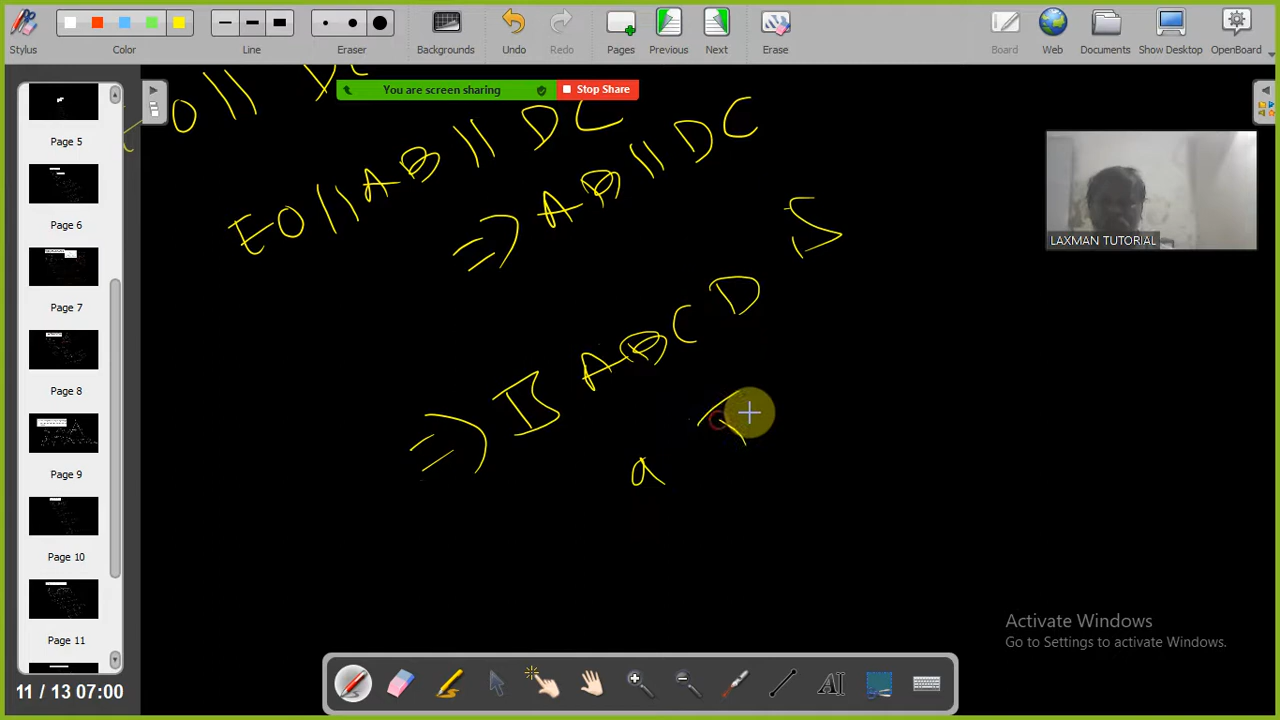 Stylus
Color
Line
Eraser
Backgrounds
Undo
Redo
Pages
Previous
Next
Erase
Board
Web
Documents
Show Desktop
OpenBoard
You are screen sharing
Stop Share
O || DC
EO || AB || DC
⇒ AB || DC
⇒ ABCD
a
LAXMAN TUTORIAL
Page 5
Page 6
Page 7
Page 8
Page 9
Page 10
Page 11
11 / 13 07:00
Activate Windows
Go to Settings to activate Windows.